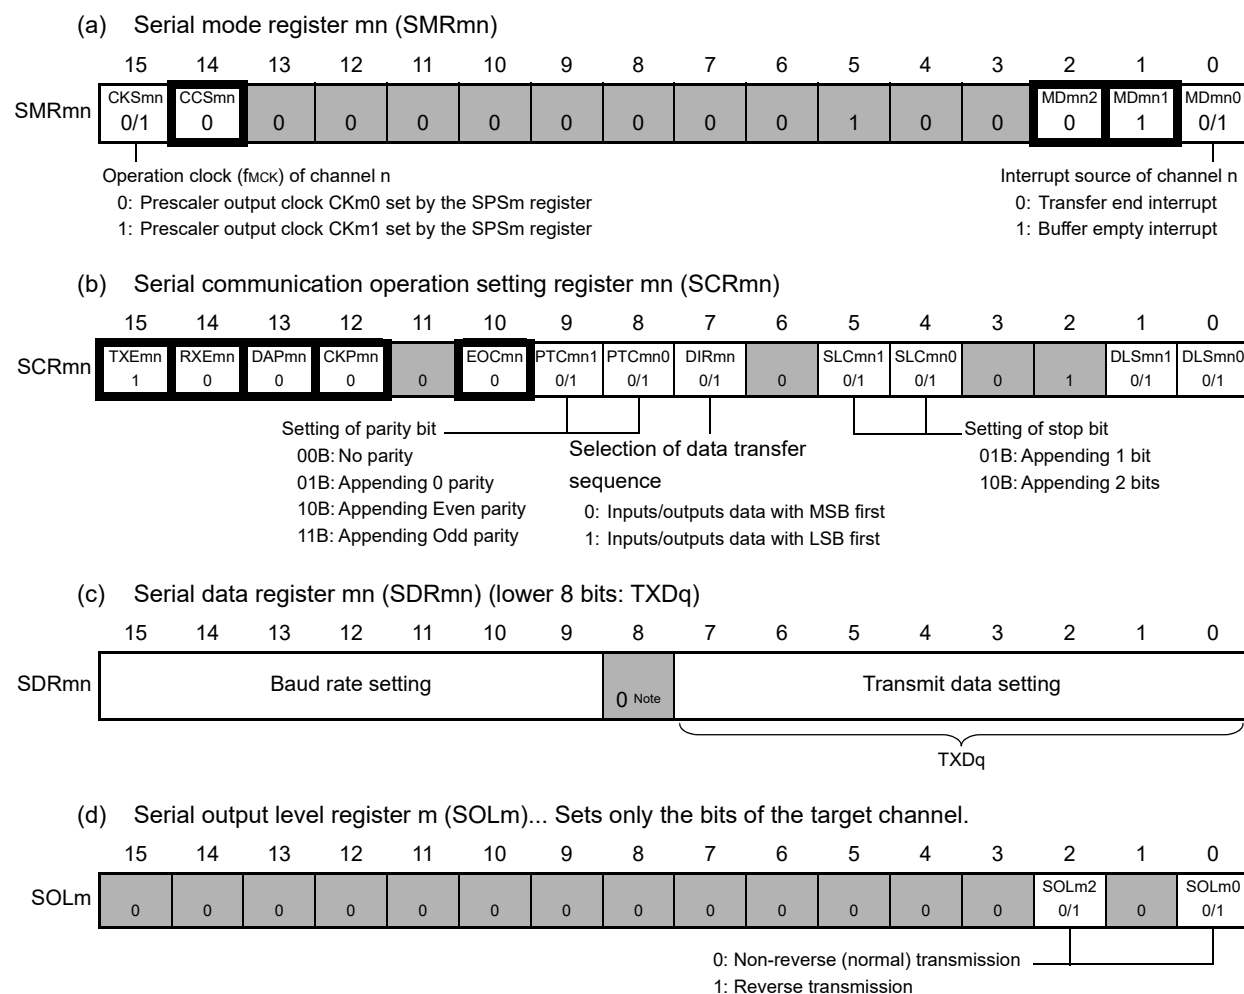 (a) Serial mode register mn (SMRmn)
15 14 13 12 11 10 9 8 7 6 5 4 3 2 1 0
CKSmn CCSmn MDmn2 MDmn1 MDmn0
SMRmn 0/1 0 0 0 0 0 0 0 0 0 1 0 0 0 1 0/1
Operation clock (fMCK) of channel n Interrupt source of channel n
0: Prescaler output clock CKm0 set by the SPSm register 0: Transfer end interrupt
1: Prescaler output clock CKm1 set by the SPSm register 1: Buffer empty interrupt
(b) Serial communication operation setting register mn (SCRmn)
15 14 13 12 11 10 9 8 7 6 5 4 3 2 1 0
TXEmn RXEmn DAPmn CKPmn EOCmn PTCmn1 PTCmn0 DIRmn SLCmn1 SLCmn0 DLSmn1 DLSmn0
SCRmn 1 0 0 0 0 0 0/1 0/1 0/1 0 0/1 0/1 0 1 0/1 0/1
Setting of parity bit
00B: No parity
01B: Appending 0 parity
10B: Appending Even parity
11B: Appending Odd parity
Selection of data transfer
sequence
0: Inputs/outputs data with MSB first
1: Inputs/outputs data with LSB first
Setting of stop bit
01B: Appending 1 bit
10B: Appending 2 bits
(c) Serial data register mn (SDRmn) (lower 8 bits: TXDq)
15 14 13 12 11 10 9 8 7 6 5 4 3 2 1 0
SDRmn Baud rate setting 0 Note Transmit data setting
TXDq
(d) Serial output level register m (SOLm)... Sets only the bits of the target channel.
15 14 13 12 11 10 9 8 7 6 5 4 3 2 1 0
SOLm2 SOLm0
SOLm 0 0 0 0 0 0 0 0 0 0 0 0 0 0/1 0 0/1
0: Non-reverse (normal) transmission
1: Reverse transmission